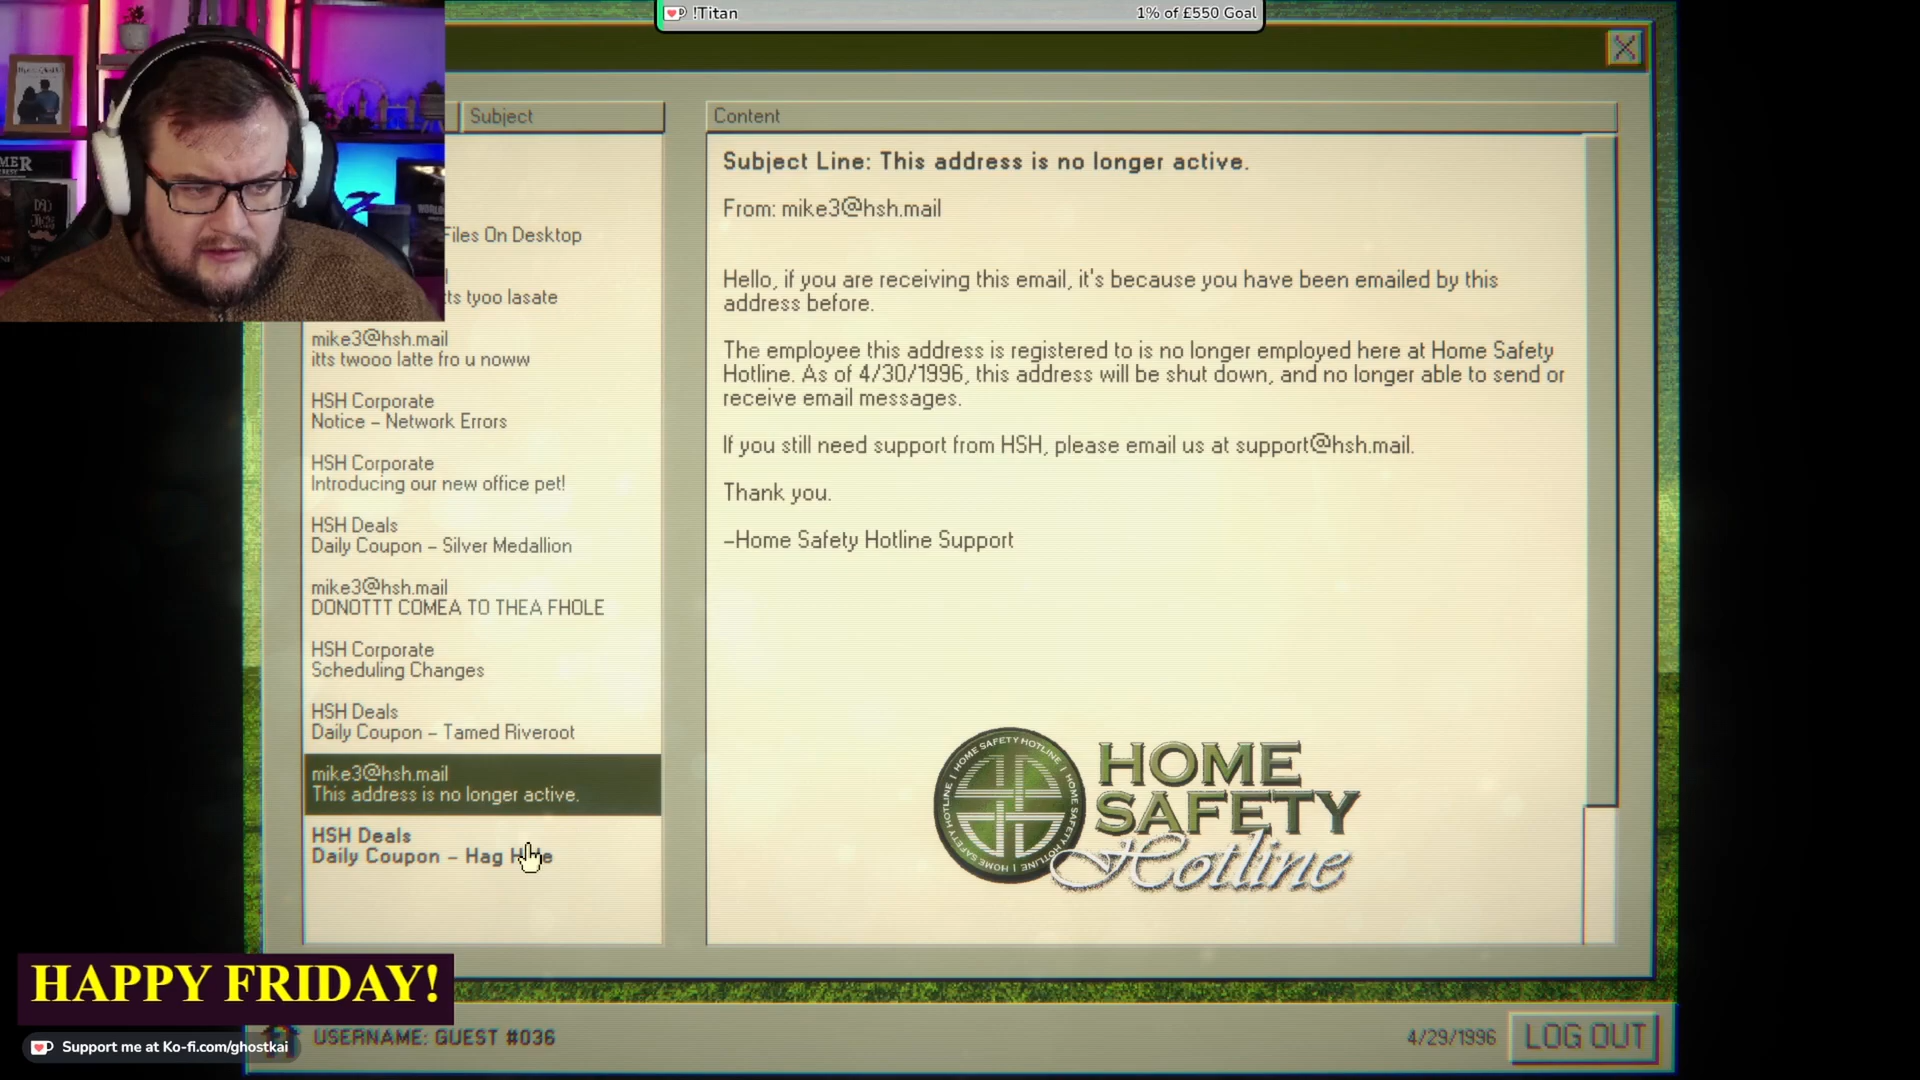 !Titan
1% of £550 Goal
Subject
Content
Files On Desktop
ts tyoo lasate
mike3@hsh.mail
itts twooo latte fro u noww
HSH Corporate
Notice – Network Errors
HSH Corporate
Introducing our new office pet!
HSH Deals
Daily Coupon – Silver Medallion
mike3@hsh.mail
DONOTTT COMEA TO THEA FHOLE
HSH Corporate
Scheduling Changes
HSH Deals
Daily Coupon – Tamed Riveroot
mike3@hsh.mail
This address is no longer active.
HSH Deals
Daily Coupon – Hag
Subject Line: This address is no longer active.
From: mike3@hsh.mail
Hello, if you are receiving this email, it's because you have been emailed by this
address before.
The employee this address is registered to is no longer employed here at Home Safety
Hotline. As of 4/30/1996, this address will be shut down, and no longer able to send or
receive email messages.
If you still need support from HSH, please email us at support@hsh.mail.
Thank you.
–Home Safety Hotline Support
HOME
SAFETY
Hotline
HAPPY FRIDAY!
Support me at Ko-fi.com/ghostkai
USERNAME: GUEST #036
4/29/1996
LOG OUT